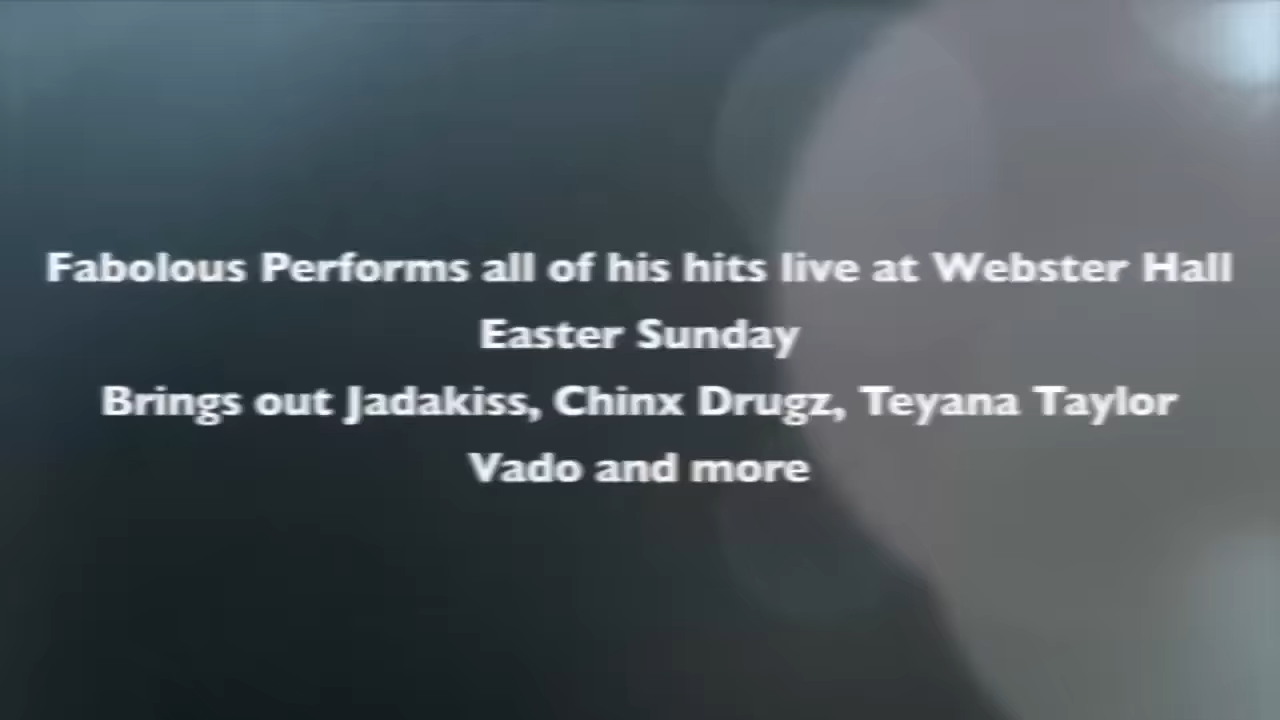 Fabolous Performs all of his hits live at Webster Hall
Easter Sunday
Brings out Jadakiss, Chinx Drugz, Teyana Taylor
Vado and more